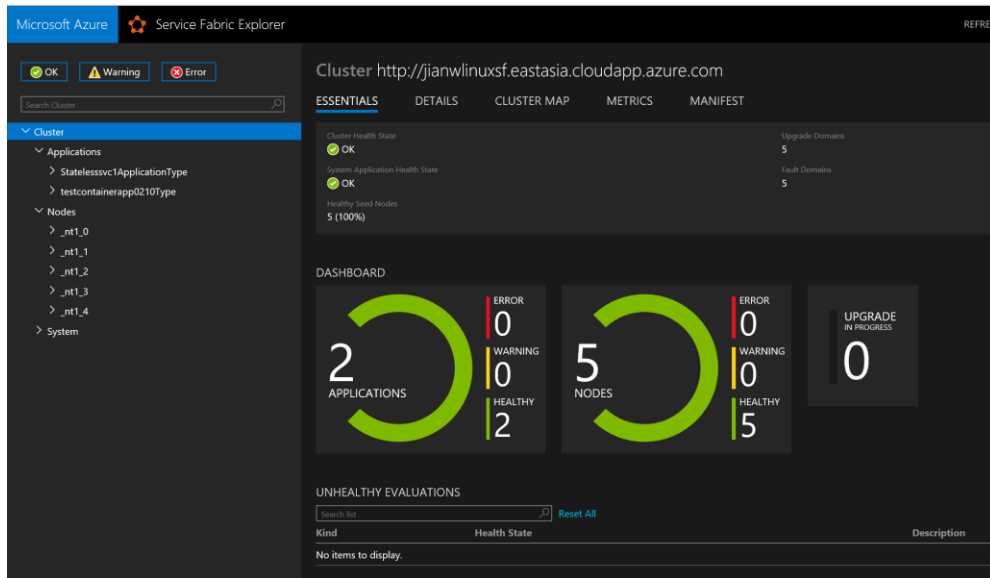 Microsoft Azure Service Fabric Explorer REFRE
OK Warning Error
Search Cluster
Cluster
Applications
Statelesssvc1ApplicationType
testcontainerapp0210Type
Nodes
_nt1_0
_nt1_1
_nt1_2
_nt1_3
_nt1_4
System
Cluster http://jianwlinuxsf.eastasia.cloudapp.azure.com
ESSENTIALS DETAILS CLUSTER MAP METRICS MANIFEST
Cluster Health State
OK
System Application Health State
OK
Healthy Seed Nodes
5 (100%)
Upgrade Domains
5
Fault Domains
5
DASHBOARD
2
APPLICATIONS
ERROR
0
WARNING
0
HEALTHY
2
5
NODES
ERROR
0
WARNING
0
HEALTHY
5
UPGRADE
IN PROGRESS
0
UNHEALTHY EVALUATIONS
Search list Reset All
Kind Health State Description
No items to display.